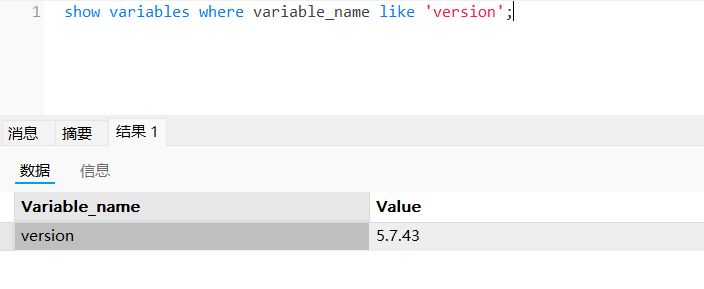 1 show variables where variable_name like 'version';
消息 摘要 结果 1
数据 信息
Variable_name Value
version 5.7.43